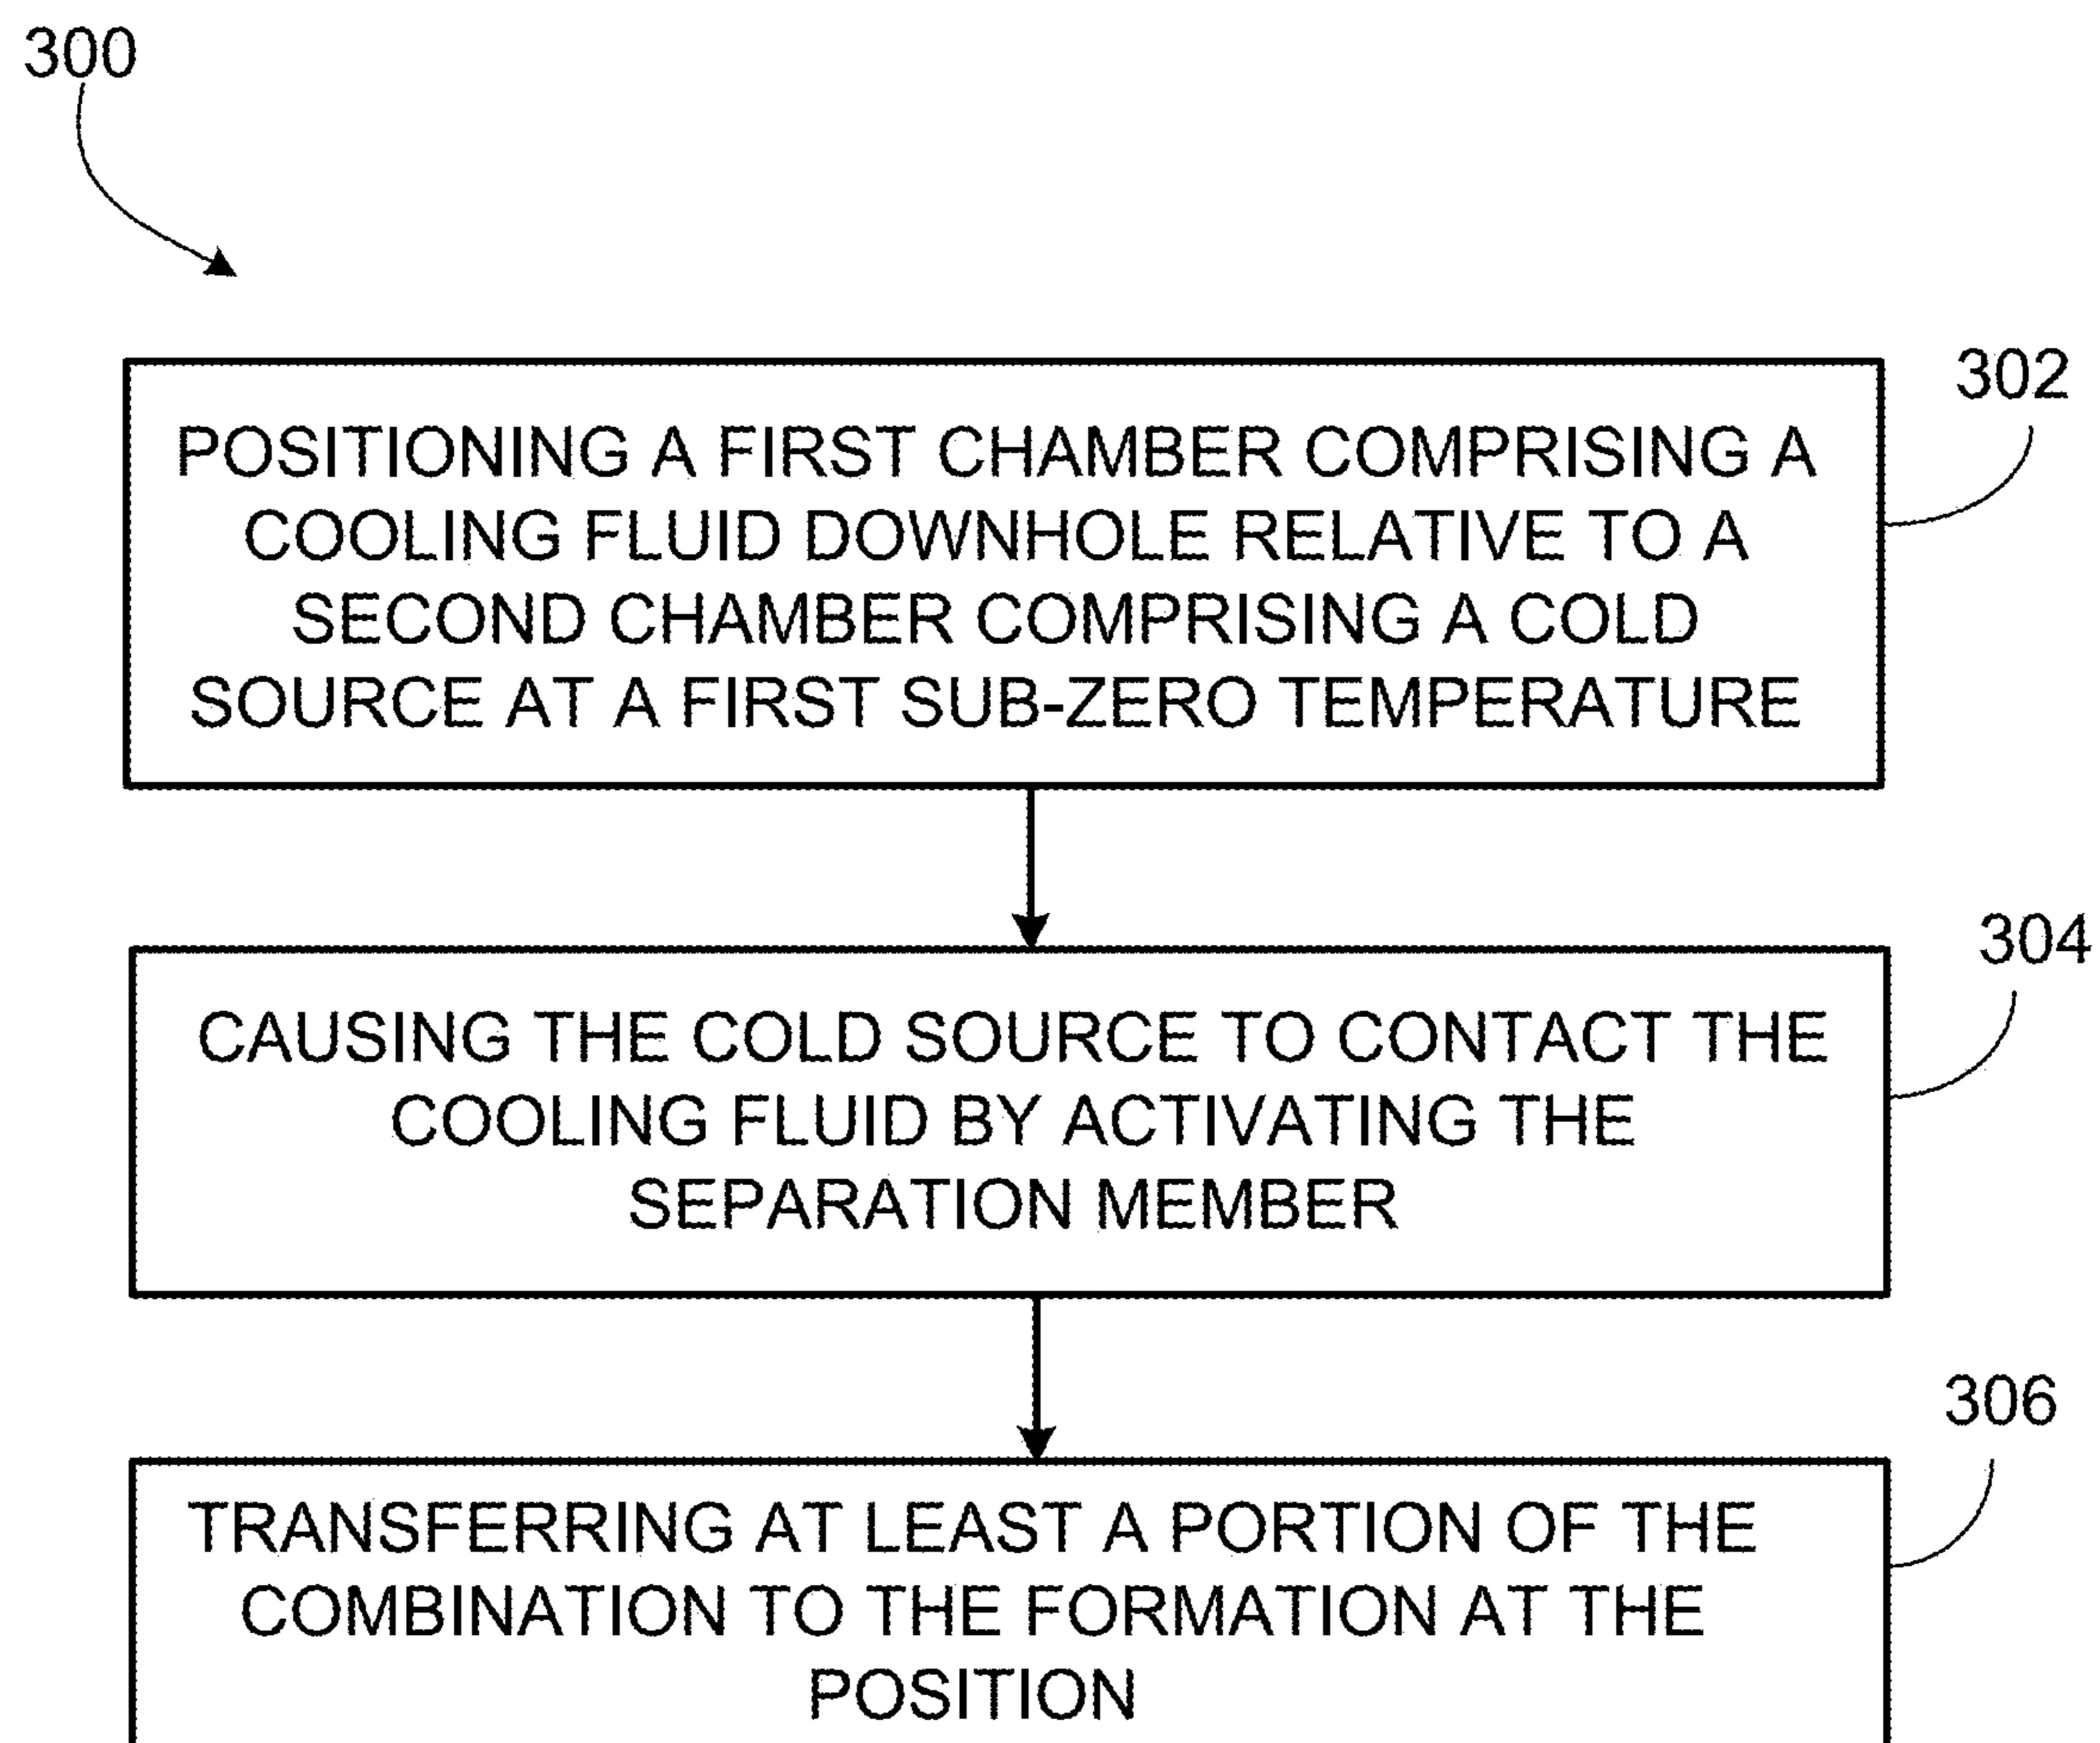 300
302
POSITIONING A FIRST CHAMBER COMPRISING A
COOLING FLUID DOWNHOLE RELATIVE TO A
SECOND CHAMBER COMPRISING A COLD
SOURCE AT A FIRST SUB-ZERO TEMPERATURE
304
CAUSING THE COLD SOURCE TO CONTACT THE
COOLING FLUID BY ACTIVATING THE
SEPARATION MEMBER
306
TRANSFERRING AT LEAST A PORTION OF THE
COMBINATION TO THE FORMATION AT THE
POSITION